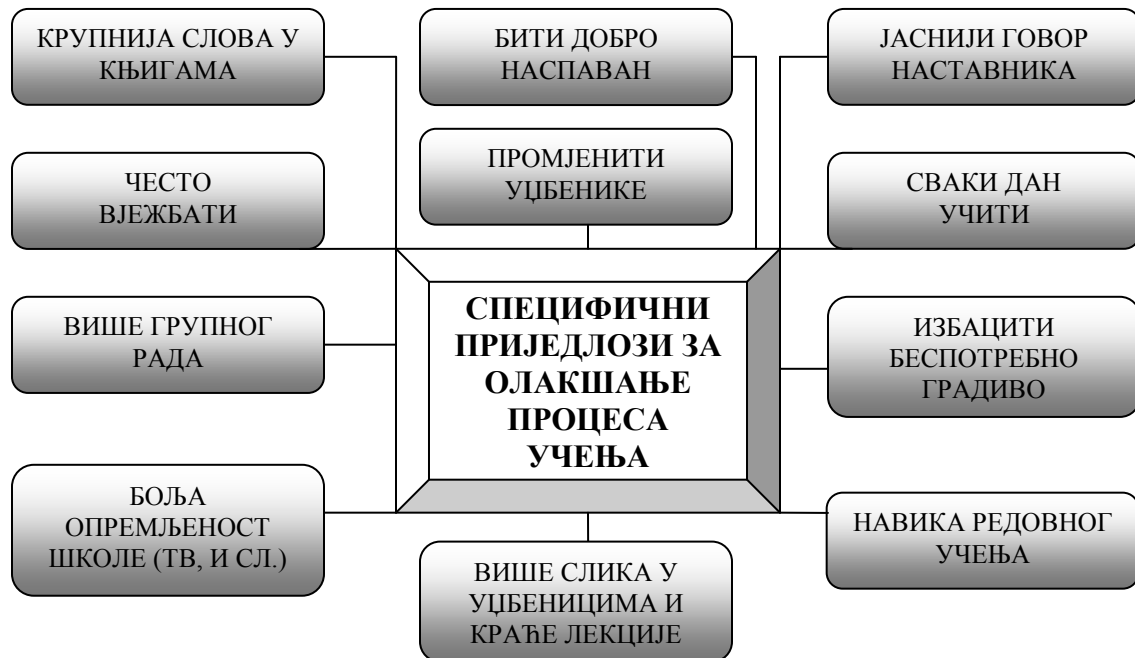 КРУПНИЈА СЛОВА У
КЊИГАМА
БИТИ ДОБРО
НАСПАВАН
ЈАСНИЈИ ГОВОР
НАСТАВНИКА
ЧЕСТО
ВЈЕЖБАТИ
ПРОМЈЕНИТИ
УЏБЕНИКЕ
СВАКИ ДАН
УЧИТИ
ВИШЕ ГРУПНОГ
РАДА
СПЕЦИФИЧНИ
ПРИЈЕДЛОЗИ ЗА
ОЛАКШАЊЕ
ПРОЦЕСА
УЧЕЊА
ИЗБАЦИТИ
БЕСПОТРЕБНО
ГРАДИВО
БОЉА
ОПРЕМЉЕНОСТ
ШКОЛЕ (ТВ, И СЛ.)
ВИШЕ СЛИКА У
УЏБЕНИЦИМА И
КРАЋЕ ЛЕКЦИЈЕ
НАВИКА РЕДОВНОГ
УЧЕЊА